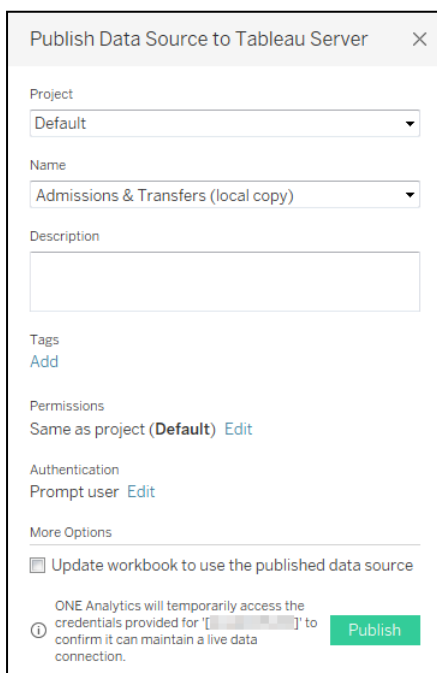 Publish Data Source to Tableau Server
Project
Default
Name
Admissions & Transfers (local copy)
Description
Tags
Add
Permissions
Same as project (Default) Edit
Authentication
Prompt user Edit
More Options
Update workbook to use the published data source
ONE Analytics will temporarily access the
credentials provided for '[ ]' to
confirm it can maintain a live data
connection.
Publish